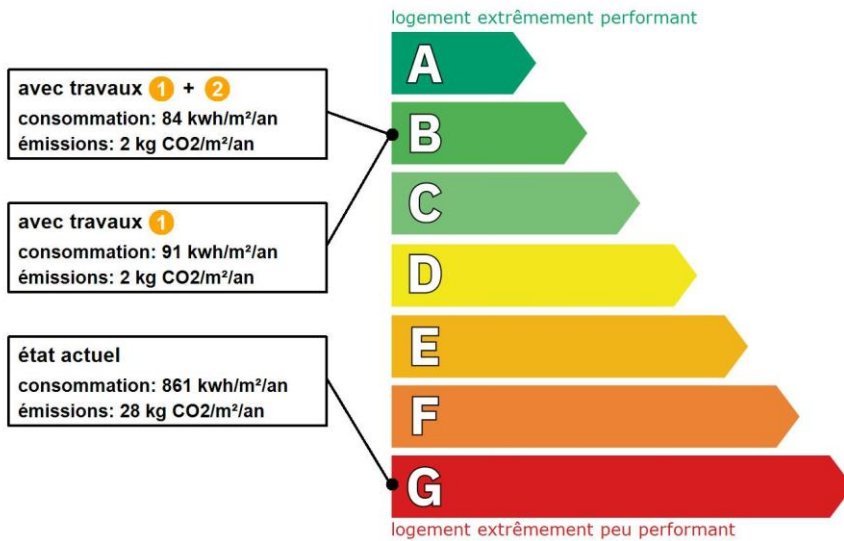 logement extrêmement performant
avec travaux 1 + 2
consommation: 84 kwh/m²/an
émissions: 2 kg CO2/m²/an
avec travaux 1
consommation: 91 kwh/m²/an
émissions: 2 kg CO2/m²/an
état actuel
consommation: 861 kwh/m²/an
émissions: 28 kg CO2/m²/an
A
B
C
D
E
F
G
logement extrêmement peu performant